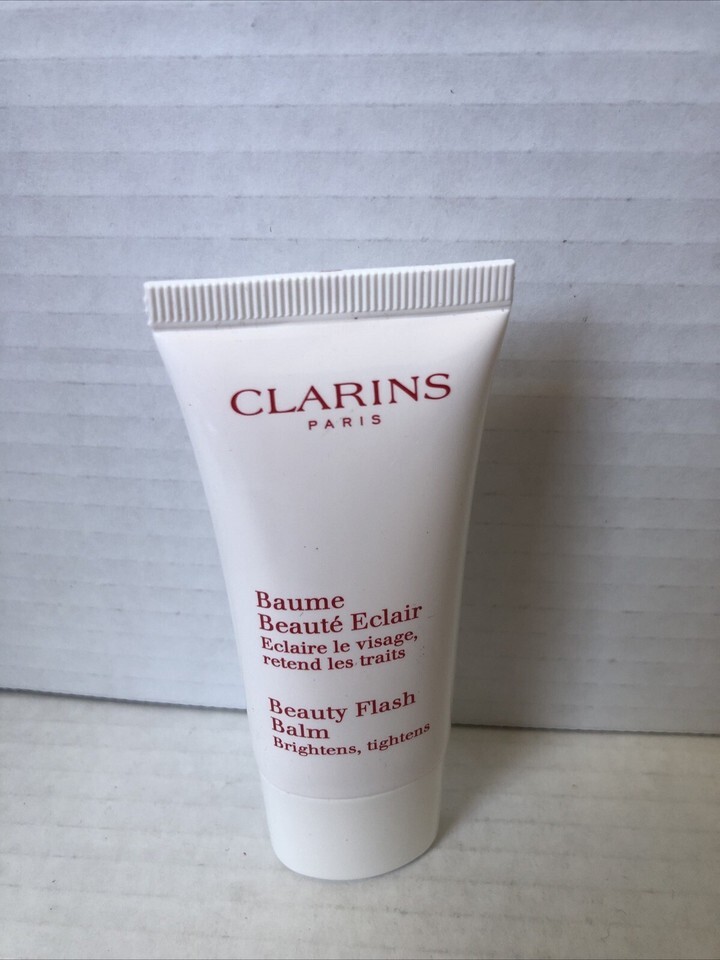 CLARINS
PARIS
Baume
Beauté Eclair
Eclaire le visage,
retend les traits
Beauty Flash
Balm
Brightens, tightens